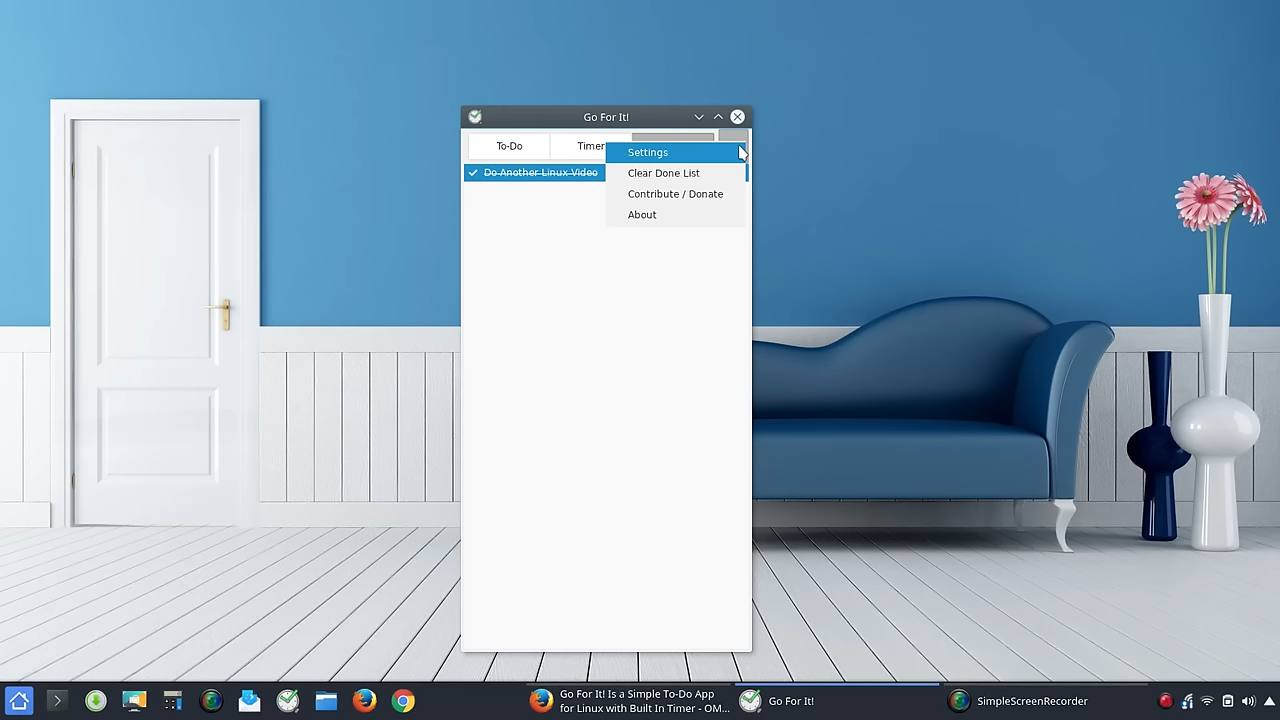 Go For It!
To-Do
Timer
Settings
Do Another Linux Video
Clear Done List
Contribute / Donate
About
Go For It! Is a Simple To-Do App
for Linux with Built In Timer - OM...
Go For It!
SimpleScreenRecorder